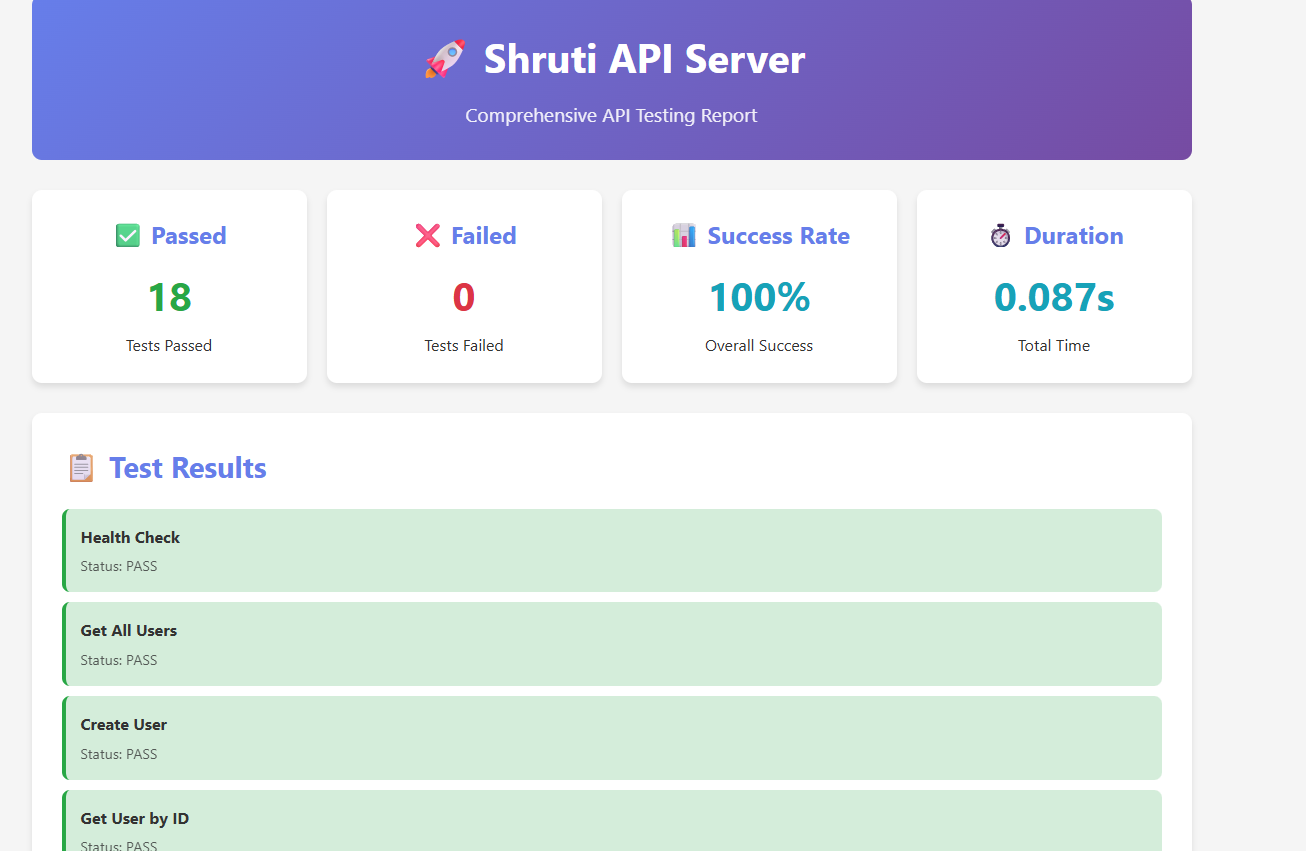 🚀 Shruti API Server
Comprehensive API Testing Report
✅ Passed
18
Tests Passed
❌ Failed
0
Tests Failed
📊 Success Rate
100%
Overall Success
⏱ Duration
0.087s
Total Time
📋 Test Results
Health Check
Status: PASS
Get All Users
Status: PASS
Create User
Status: PASS
Get User by ID
Status: PASS